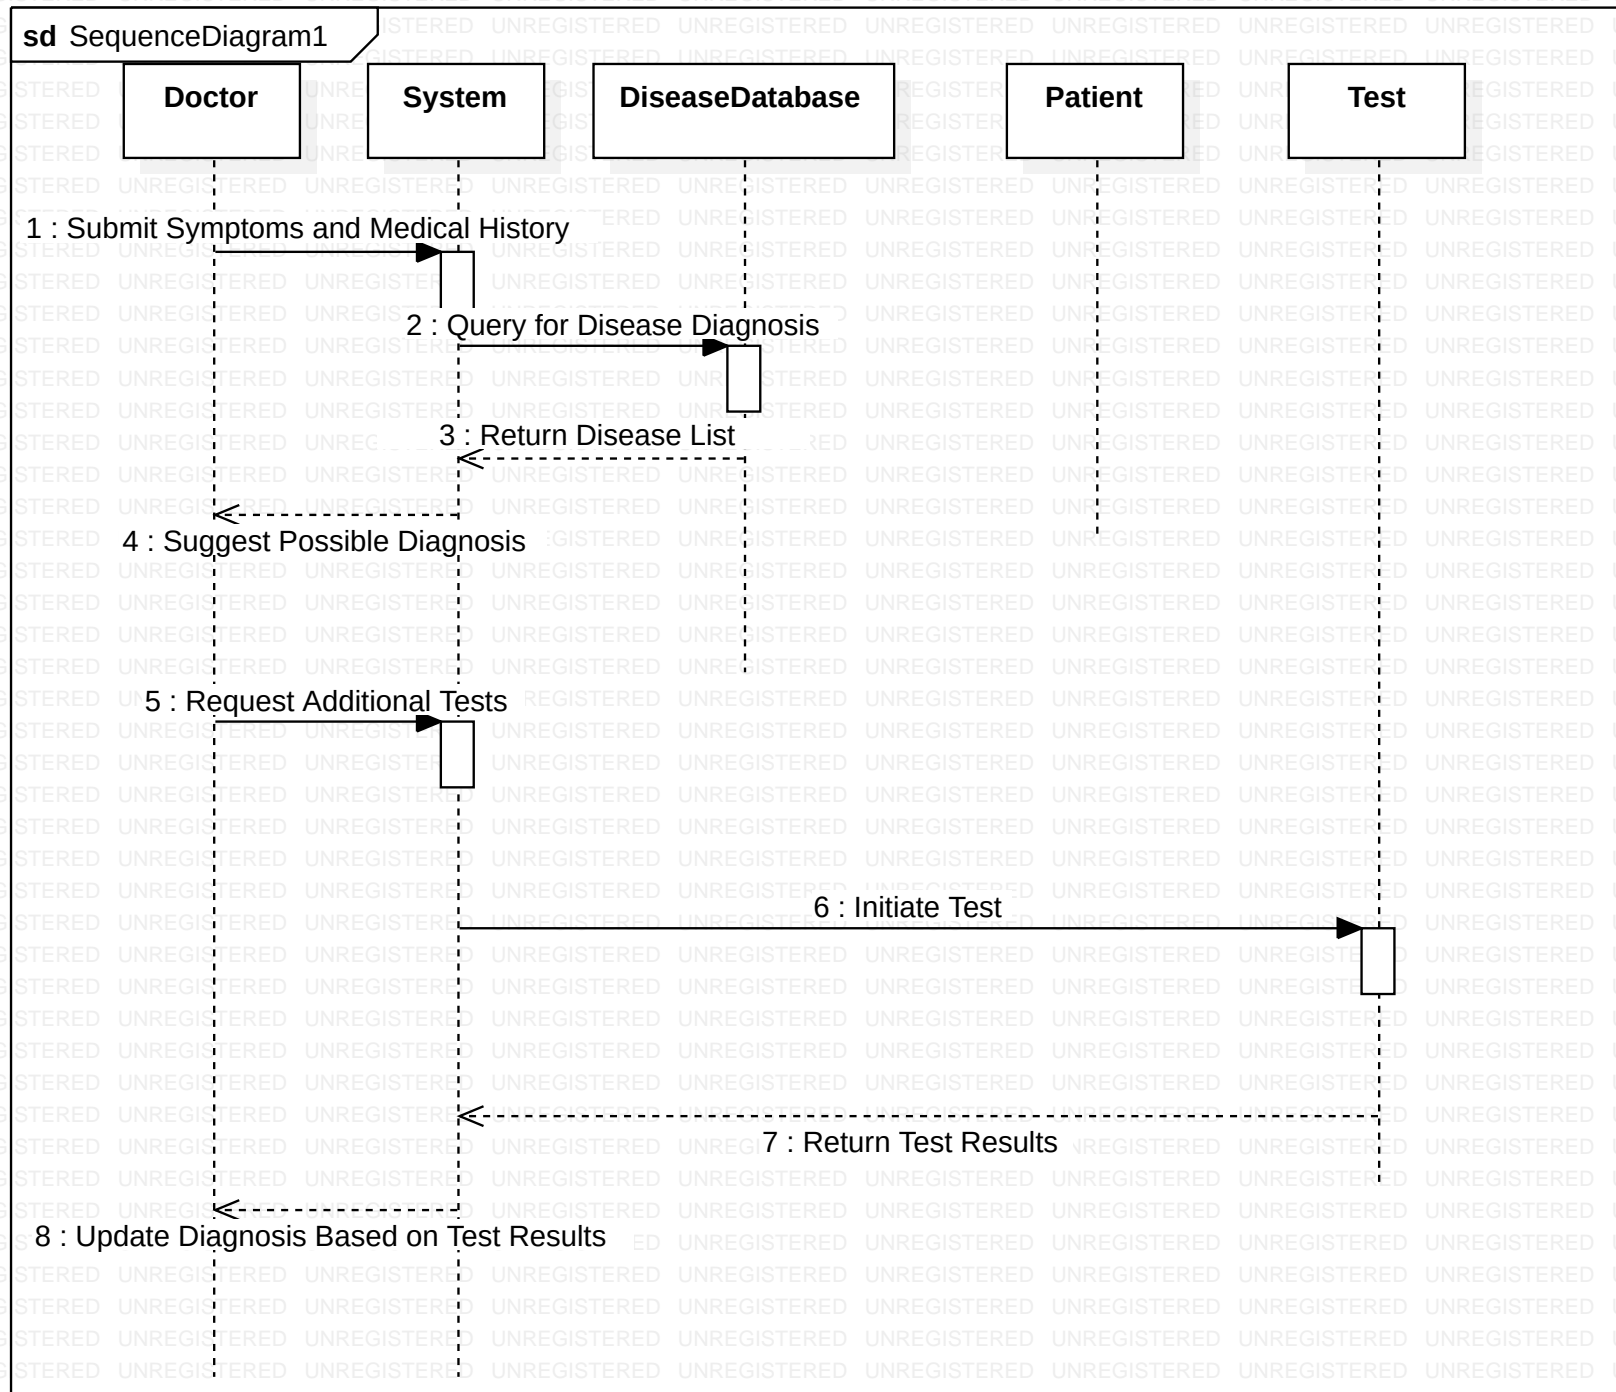 sd SequenceDiagram1
Doctor
System
DiseaseDatabase
Patient
Test
1 : Submit Symptoms and Medical History
2 : Query for Disease Diagnosis
3 : Return Disease List
4 : Suggest Possible Diagnosis
5 : Request Additional Tests
6 : Initiate Test
7 : Return Test Results
8 : Update Diagnosis Based on Test Results
UNREGISTERED